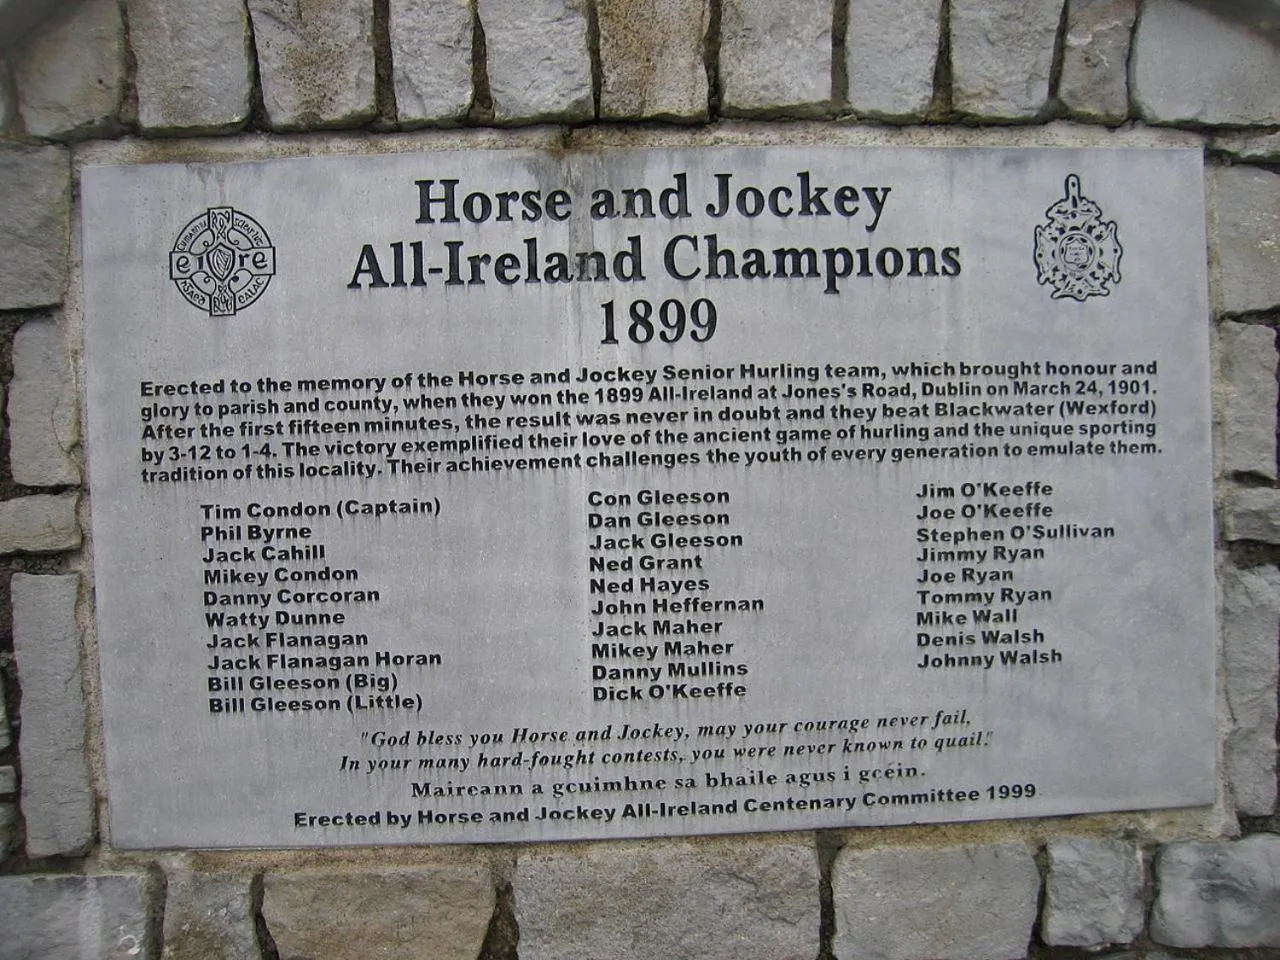 Horse and Jockey
All-Ireland Champions
1899
eire
Erected to the memory of the Horse and Jockey Senior Hurling team, which brought honour and
glory to parish and county, when they won the 1899 All-Ireland at Jones's Road, Dublin on March 24, 1901.
After the first fifteen minutes, the result was never in doubt and they beat Blackwater (Wexford)
by 3-12 to 1-4. The victory exemplified their love of the ancient game of hurling and the unique sporting
tradition of this locality. Their achievement challenges the youth of every generation to emulate them.
Tim Condon (Captain)
Phil Byrne
Jack Cahill
Mikey Condon
Danny Corcoran
Watty Dunne
Jack Flanagan
Jack Flanagan Horan
Bill Gleeson (Big)
Bill Gleeson (Little)
Con Gleeson
Dan Gleeson
Jack Gleeson
Ned Grant
Ned Hayes
John Heffernan
Jack Maher
Mikey Maher
Danny Mullins
Dick O'Keeffe
Jim O'Keeffe
Joe O'Keeffe
Stephen O'Sullivan
Jimmy Ryan
Joe Ryan
Tommy Ryan
Mike Wall
Denis Walsh
Johnny Walsh
"God bless you Horse and Jockey, may your courage never fail,
In your many hard-fought contests, you were never known to quail."
Maireann a gcuimhne sa bhaile agus i gcéin.
Erected by Horse and Jockey All-Ireland Centenary Committee 1999